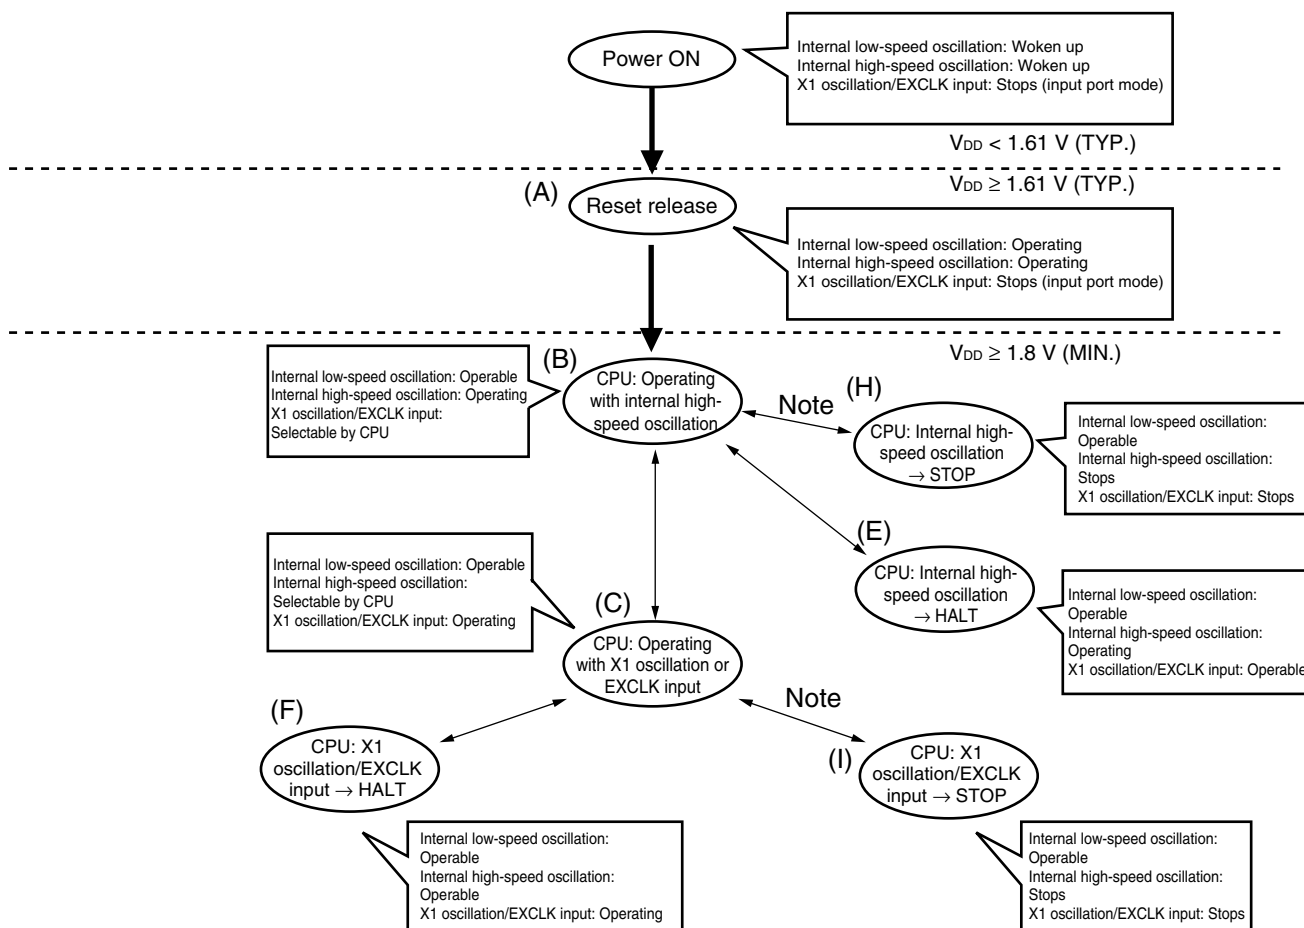 Power ON
Internal low-speed oscillation: Woken up
Internal high-speed oscillation: Woken up
X1 oscillation/EXCLK input: Stops (input port mode)
VDD < 1.61 V (TYP.)
VDD ≥ 1.61 V (TYP.)
(A)
Reset release
Internal low-speed oscillation: Operating
Internal high-speed oscillation: Operating
X1 oscillation/EXCLK input: Stops (input port mode)
VDD ≥ 1.8 V (MIN.)
Internal low-speed oscillation: Operable
Internal high-speed oscillation: Operating
X1 oscillation/EXCLK input:
Selectable by CPU
(B)
CPU: Operating
with internal high-
speed oscillation
Note
(H)
CPU: Internal high-
speed oscillation
→ STOP
Internal low-speed oscillation:
Operable
Internal high-speed oscillation:
Stops
X1 oscillation/EXCLK input: Stops
(E)
CPU: Internal high-
speed oscillation
→ HALT
Internal low-speed oscillation:
Operable
Internal high-speed oscillation:
Operating
X1 oscillation/EXCLK input: Operable
Internal low-speed oscillation: Operable
Internal high-speed oscillation:
Selectable by CPU
X1 oscillation/EXCLK input: Operating
(C)
CPU: Operating
with X1 oscillation or
EXCLK input
Note
(F)
CPU: X1
oscillation/EXCLK
input → HALT
(I)
CPU: X1
oscillation/EXCLK
input → STOP
Internal low-speed oscillation:
Operable
Internal high-speed oscillation:
Operable
X1 oscillation/EXCLK input: Operating
Internal low-speed oscillation:
Operable
Internal high-speed oscillation:
Stops
X1 oscillation/EXCLK input: Stops